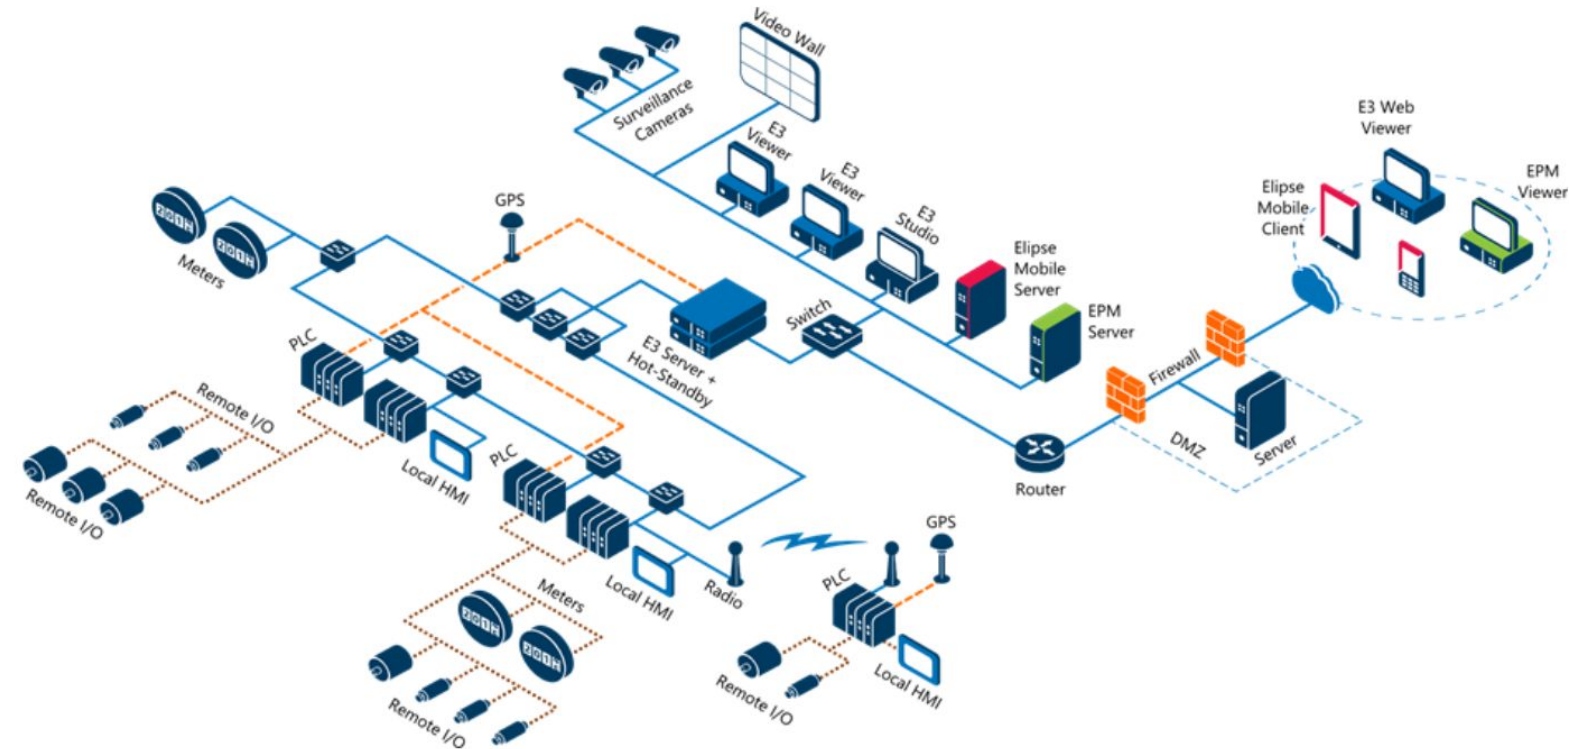 Video Wall
Surveillance
Cameras
E3
Viewer
E3
Viewer
E3
Studio
Elipse
Mobile
Server
EPM
Server
E3 Web
Viewer
EPM
Viewer
Elipse
Mobile
Client
GPS
Meters
Switch
E3 Server +
Hot-Standby
PLC
Remote I/O
Local HMI
Remote I/O
PLC
Firewall
DMZ
Server
Router
Local HMI
Radio
Meters
Remote I/O
GPS
PLC
Local HMI
Remote I/O